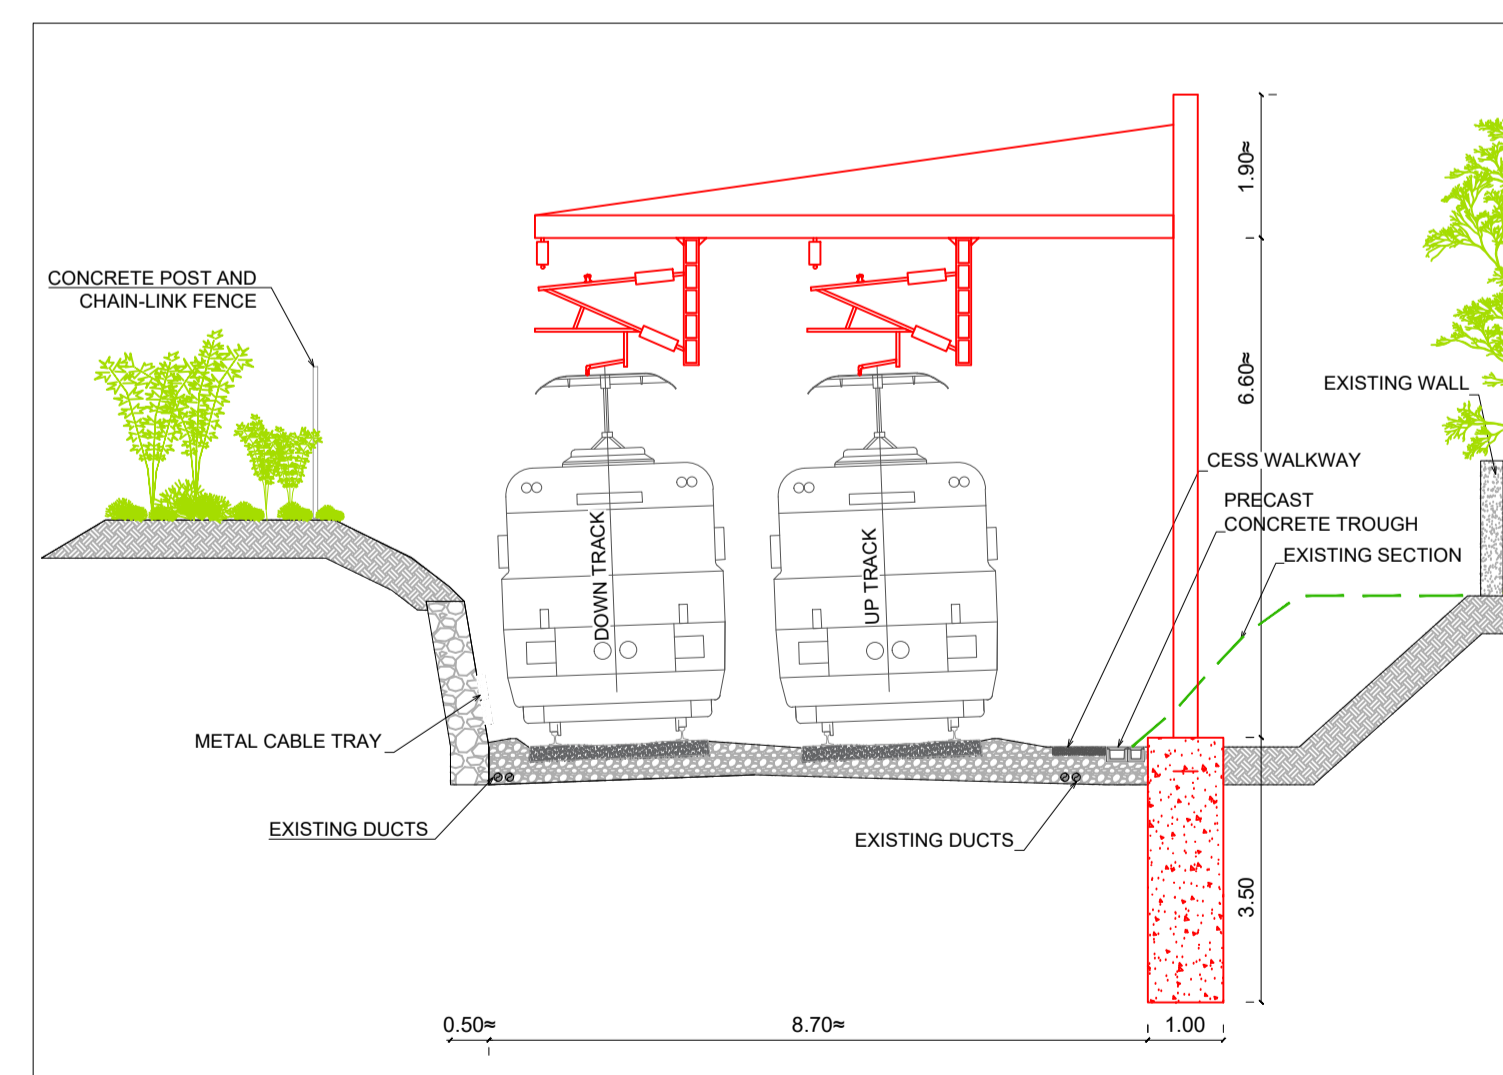 1.90≈
CONCRETE POST AND
CHAIN-LINK FENCE
6.60≈
EXISTING WALL
CESS WALKWAY
PRECAST
CONCRETE TROUGH
EXISTING SECTION
DOWN TRACK
UP TRACK
METAL CABLE TRAY
EXISTING DUCTS
EXISTING DUCTS
3.50
0.50≈
8.70≈
1.00